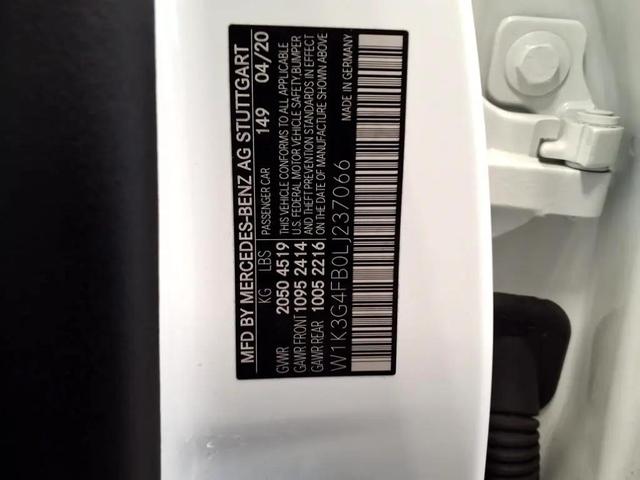 MFD BY MERCEDES-BENZ AG STUTTGART
KG LBS PASSENGER CAR 149 04/20
GVWR 2050 4519 THIS VEHICLE CONFORMS TO ALL APPLICABLE
GAWR FRONT 1095 2414 U.S. FEDERAL MOTOR VEHICLE SAFETY, BUMPER
GAWR REAR 1005 2216 AND THEFT PREVENTION STANDARDS IN EFFECT
ON THE DATE OF MANUFACTURE SHOWN ABOVE
W1K3G4FB0LJ237066 MADE IN GERMANY